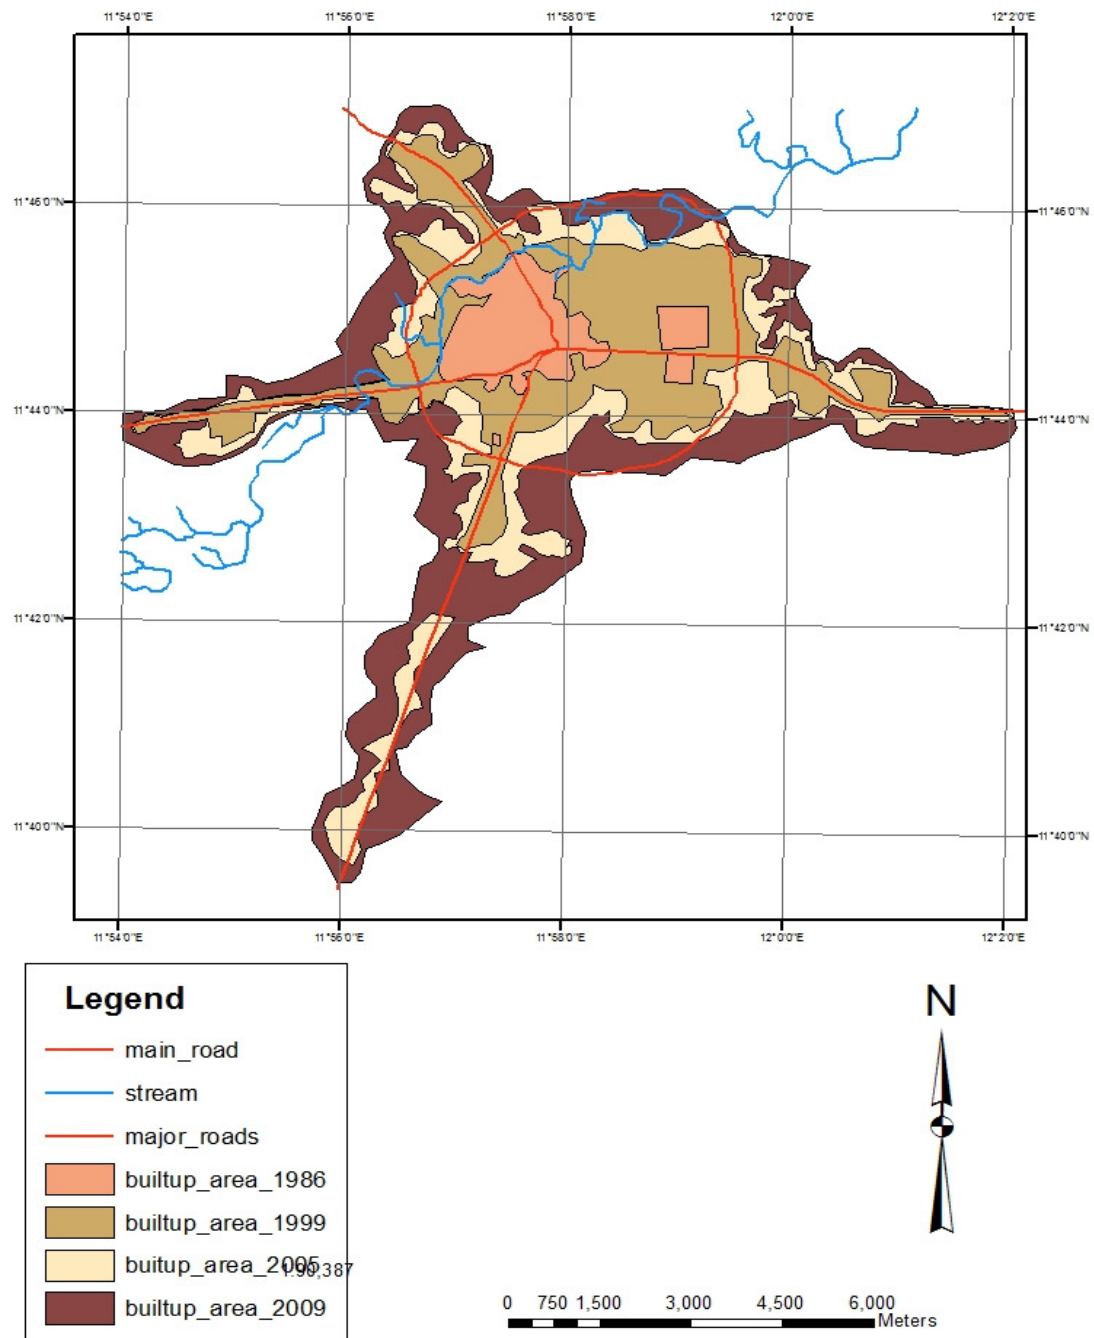 11°54'0"E 11°56'0"E 11°58'0"E 12°0'0"E 12°2'0"E
11°46'0"N 11°46'0"N
11°44'0"N 11°44'0"N
11°42'0"N 11°42'0"N
11°40'0"N 11°40'0"N
11°54'0"E 11°56'0"E 11°58'0"E 12°0'0"E 12°2'0"E
Legend
main_road
stream
major_roads
builtup_area_1986
builtup_area_1999
buitup_area_2005
1:90,387
builtup_area_2009
N
0 750 1,500 3,000 4,500 6,000
Meters